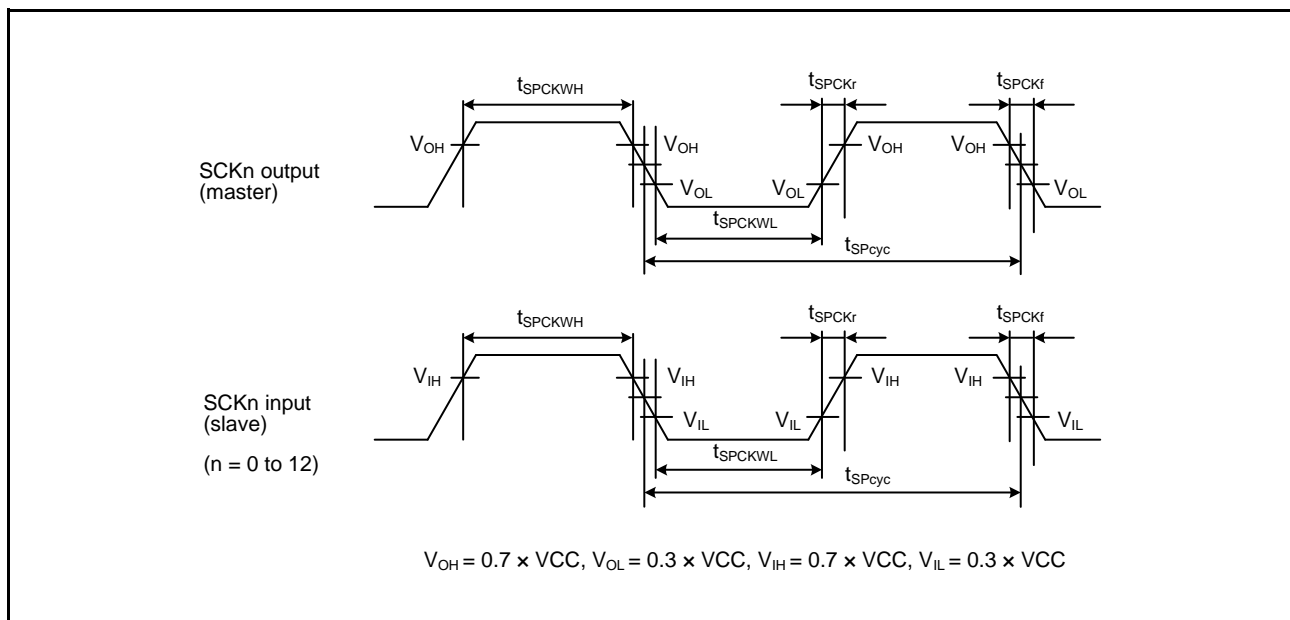 tSPCKWH
tSPCKr
tSPCKf
VOH
VOH
VOH
VOH
SCKn output
(master)
VOL
VOL
VOL
tSPCKWL
tSPcyc
tSPCKWH
tSPCKr
tSPCKf
VIH
VIH
VIH
VIH
SCKn input
(slave)
VIL
VIL
VIL
(n = 0 to 12)
tSPCKWL
tSPcyc
VOH = 0.7 × VCC, VOL = 0.3 × VCC, VIH = 0.7 × VCC, VIL = 0.3 × VCC